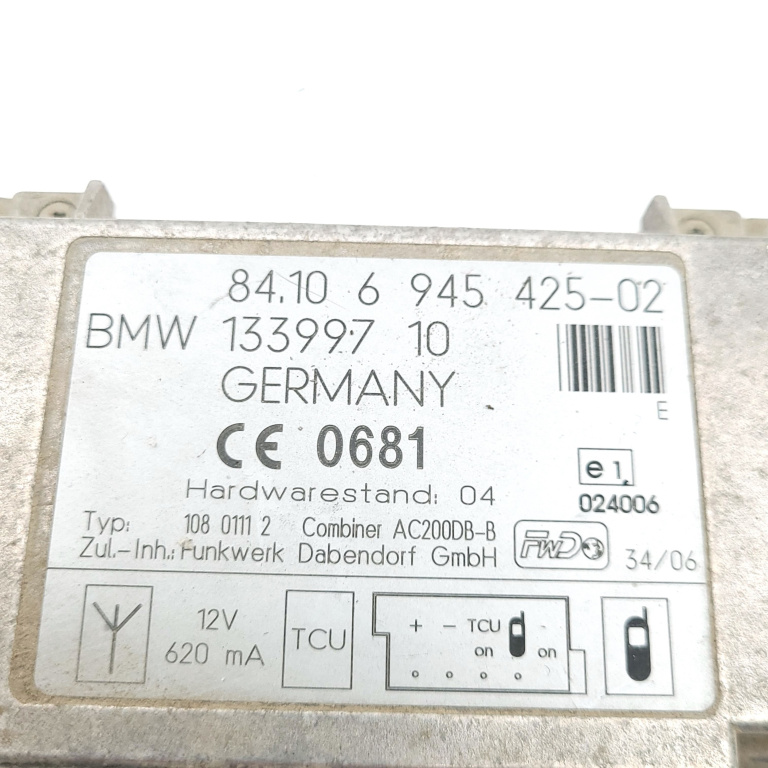 84.10 6 945 425-02
BMW 133997 10
GERMANY
E
CE 0681
e1
Hardwarestand: 04
024006
Typ: 108 0111 2 Combiner AC200DB-B
Zul.-Inh.: Funkwerk Dabendorf GmbH
FWD
34/06
12V
620 mA
TCU
+ - TCU
on on